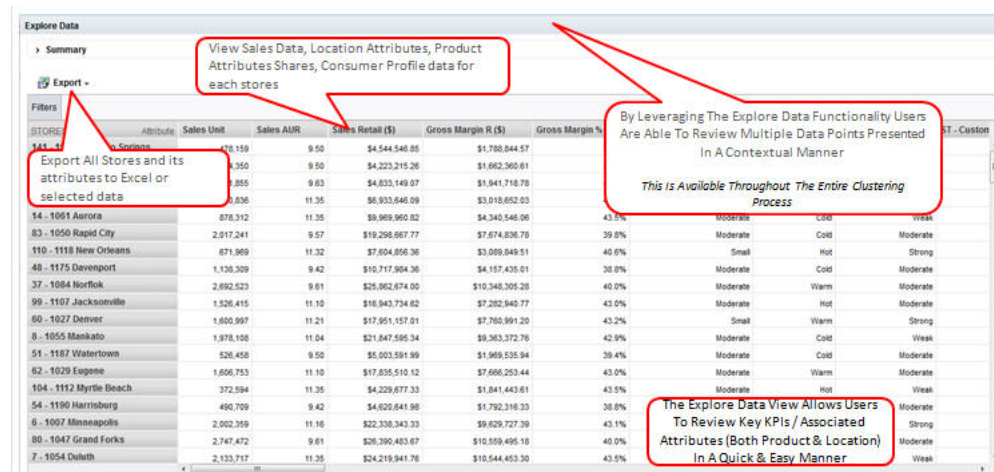 Explore Data
› Summary
View Sales Data, Location Attributes, Product
Attributes Shares, Consumer Profile data for
each stores
Export
Filters
By Leveraging The Explore Data Functionality Users
Are Able To Review Multiple Data Points Presented
In A Contextual Manner
This Is Available Throughout The Entire Clustering
Process
STORE Attribute Sales Unit Sales AUR Sales Retail ($) Gross Margin R ($) Gross Margin % ST - Custom
Springs 478,159 9.50 $4,544,546.85 $1,788,844.57
Export All Stores and its
attributes to Excel or
selected data
,350 9.50 $4,223,215.26 $1,662,360.61
,855 9.63 $4,833,149.07 $1,941,718.78
,836 11.35 $6,933,646.09 $3,018,652.03
14 - 1061 Aurora 878,312 11.35 $9,969,960.82 $4,340,546.06 43.5% Moderate Cold Weak
83 - 1050 Rapid City 2,017,241 9.57 $19,298,667.77 $7,674,836.78 39.8% Moderate Cold Moderate
110 - 1118 New Orleans 671,969 11.32 $7,604,856.36 $3,089,849.51 40.6% Small Hot Strong
48 - 1175 Davenport 1,138,309 9.42 $10,717,984.36 $4,157,435.01 38.8% Moderate Cold Moderate
37 - 1084 Norflok 2,692,523 9.61 $25,862,674.00 $10,348,305.28 40.0% Moderate Warm Moderate
99 - 1107 Jacksonville 1,526,415 11.10 $16,943,734.62 $7,282,940.77 43.0% Moderate Hot Moderate
60 - 1027 Denver 1,600,997 11.21 $17,951,157.01 $7,760,991.20 43.2% Small Warm Strong
8 - 1055 Mankato 1,978,108 11.04 $21,847,595.34 $9,363,372.76 42.9% Moderate Cold Weak
51 - 1187 Watertown 526,458 9.50 $5,003,591.99 $1,969,535.94 39.4% Moderate Cold Moderate
62 - 1029 Eugene 1,606,753 11.10 $17,835,510.12 $7,666,253.44 43.0% Moderate Warm Moderate
104 - 1112 Myrtle Beach 372,594 11.35 $4,229,677.33 $1,841,443.61 43.5% Moderate Hot Weak
54 - 1190 Harrisburg 490,709 9.42 $4,620,641.98 $1,792,316.33 38.8% Moderate
6 - 1007 Minneapolis 2,002,359 11.16 $22,338,343.33 $9,629,727.39 43.1% Strong
80 - 1047 Grand Forks 2,747,472 9.61 $26,390,483.67 $10,559,495.18 40.0% Moderate
7 - 1054 Duluth 2,133,717 11.35 $24,219,941.76 $10,544,453.30 43.5% Weak
The Explore Data View Allows Users
To Review Key KPIs / Associated
Attributes (Both Product & Location)
In A Quick & Easy Manner